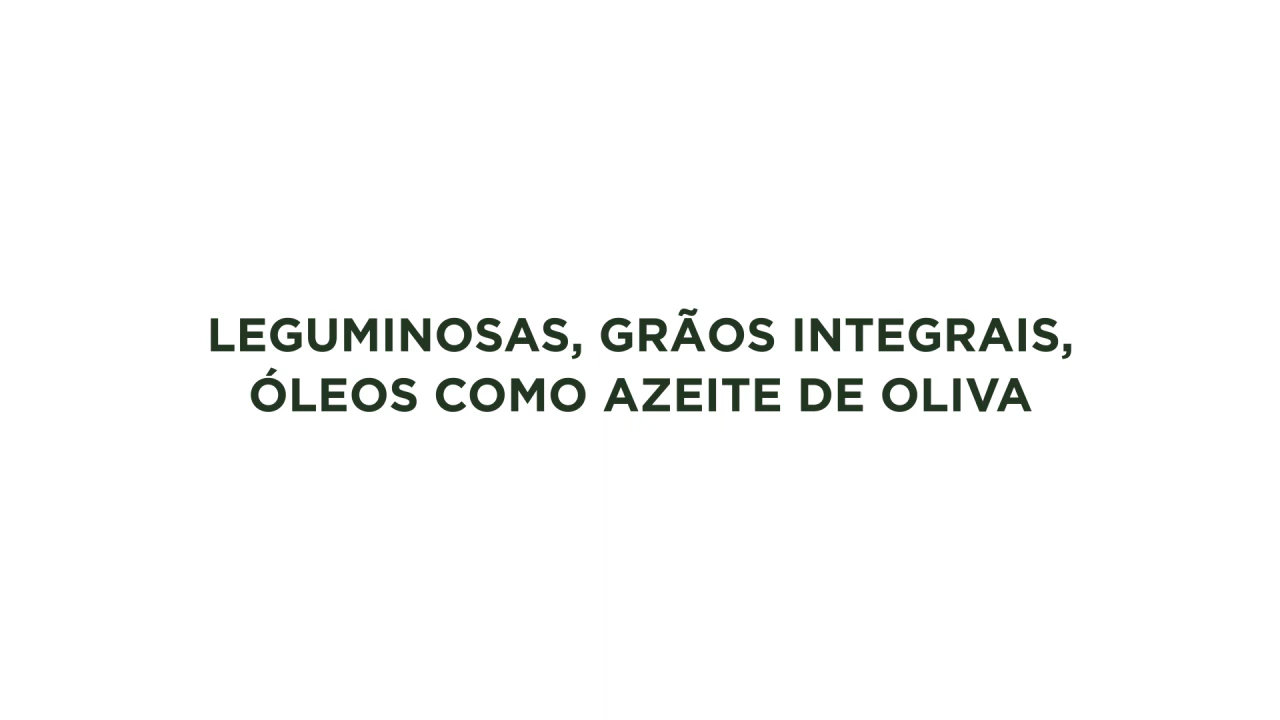 LEGUMINOSAS, GRÃOS INTEGRAIS,
ÓLEOS COMO AZEITE DE OLIVA